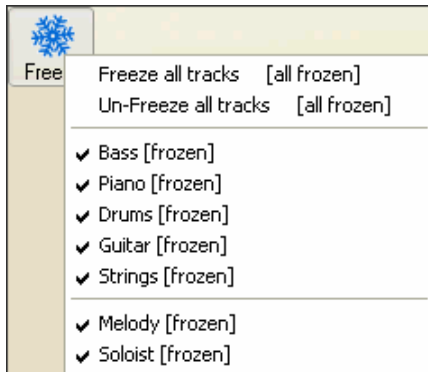 Free
Freeze all tracks [all frozen]
Un-Freeze all tracks [all frozen]
Bass [frozen]
Piano [frozen]
Drums [frozen]
Guitar [frozen]
Strings [frozen]
Melody [frozen]
Soloist [frozen]